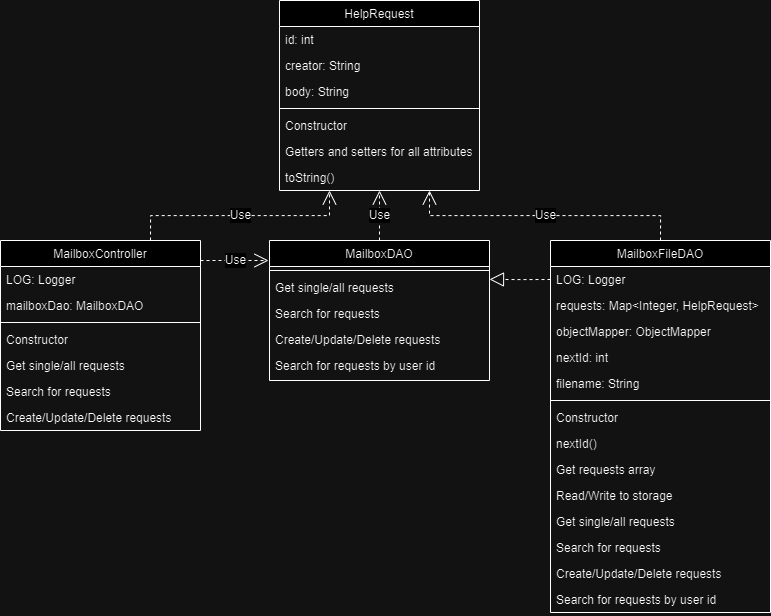 HelpRequest
id: int
creator: String
body: String
Constructor
Getters and setters for all attributes
toString()
Use
Use
Use
MailboxController
LOG: Logger
mailboxDao: MailboxDAO
Constructor
Get single/all requests
Search for requests
Create/Update/Delete requests
Use
MailboxDAO
Get single/all requests
Search for requests
Create/Update/Delete requests
Search for requests by user id
MailboxFileDAO
LOG: Logger
requests: Map<Integer, HelpRequest>
objectMapper: ObjectMapper
nextId: int
filename: String
Constructor
nextId()
Get requests array
Read/Write to storage
Get single/all requests
Search for requests
Create/Update/Delete requests
Search for requests by user id